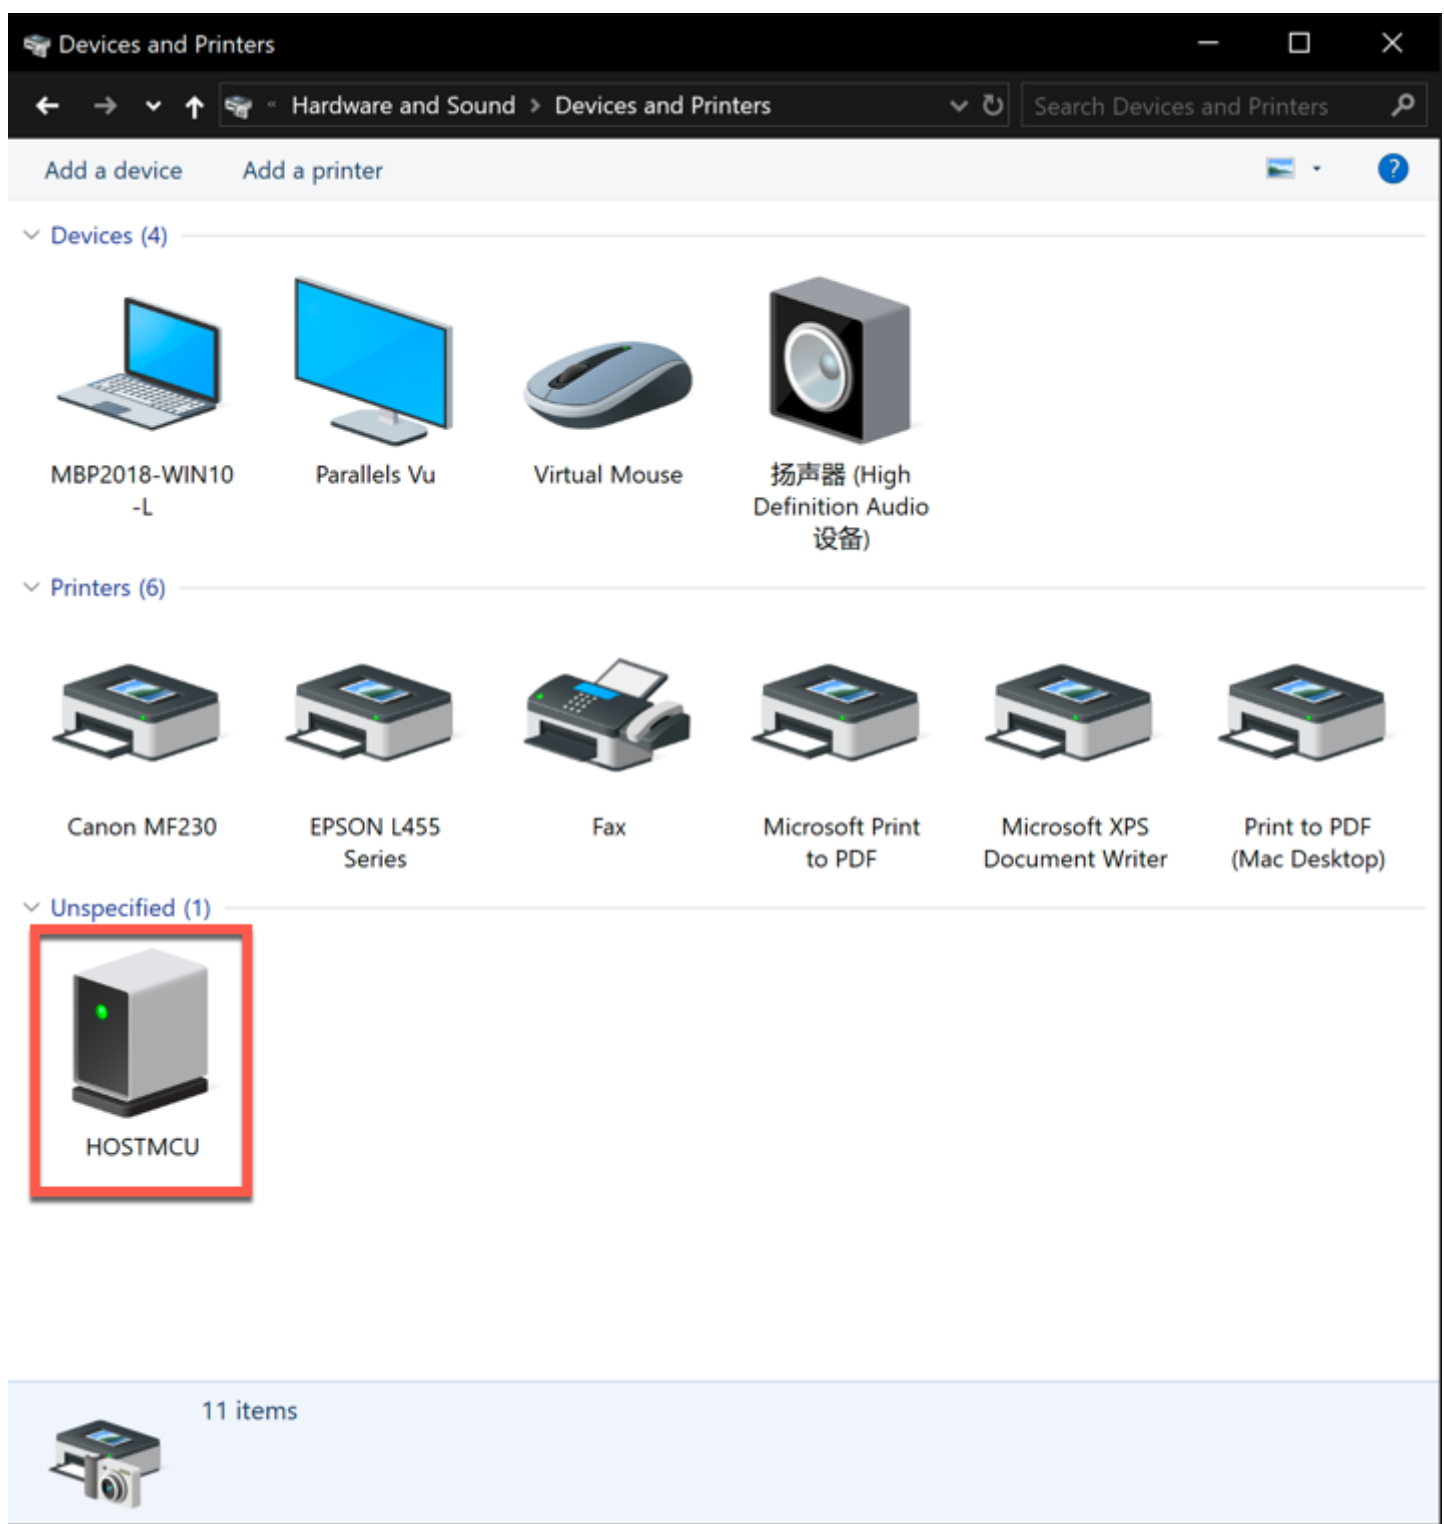 Devices and Printers
« Hardware and Sound > Devices and Printers
Search Devices and Printers
Add a device
Add a printer
?
Devices (4)
MBP2018-WIN10
-L
Parallels Vu
Virtual Mouse
扬声器 (High
Definition Audio
设备)
Printers (6)
Canon MF230
EPSON L455
Series
Fax
Microsoft Print
to PDF
Microsoft XPS
Document Writer
Print to PDF
(Mac Desktop)
Unspecified (1)
HOSTMCU
11 items